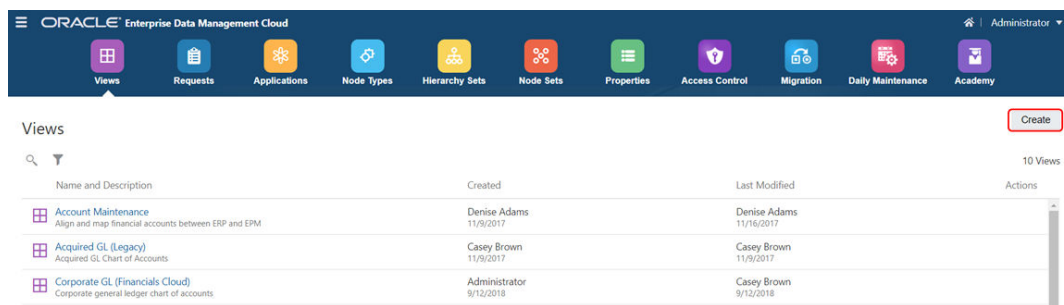 ORACLE® Enterprise Data Management Cloud
Administrator
Views Requests Applications Node Types Hierarchy Sets Node Sets Properties Access Control Migration Daily Maintenance Academy
Views
Create
10 Views
Name and Description Created Last Modified Actions
Account Maintenance Denise Adams Denise Adams
Align and map financial accounts between ERP and EPM 11/9/2017 11/16/2017
Acquired GL (Legacy) Casey Brown Casey Brown
Acquired GL Chart of Accounts 11/9/2017 11/9/2017
Corporate GL (Financials Cloud) Administrator Casey Brown
Corporate general ledger chart of accounts 9/12/2018 9/12/2018